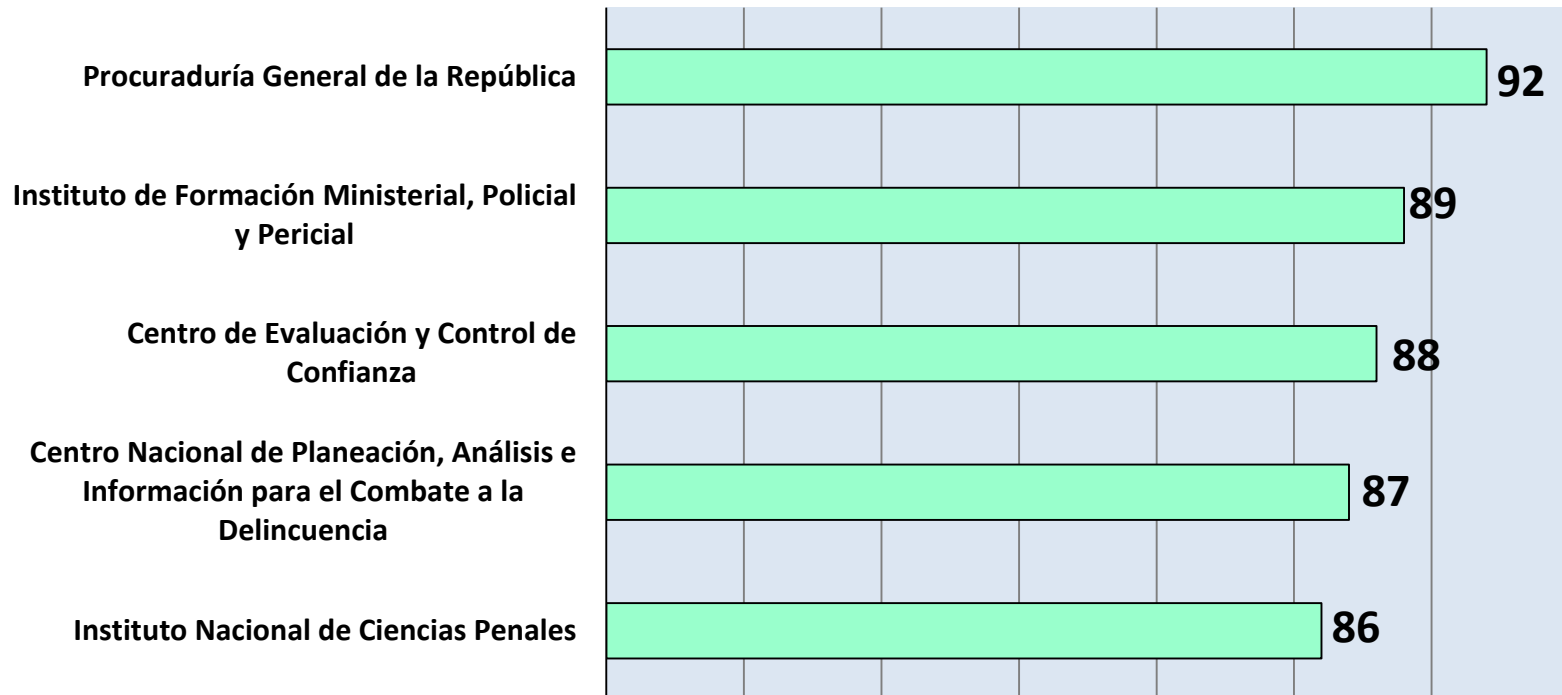 Procuraduría General de la República
92
Instituto de Formación Ministerial, Policial
y Pericial
89
Centro de Evaluación y Control de
Confianza
88
Centro Nacional de Planeación, Análisis e
Información para el Combate a la
Delincuencia
87
Instituto Nacional de Ciencias Penales
86